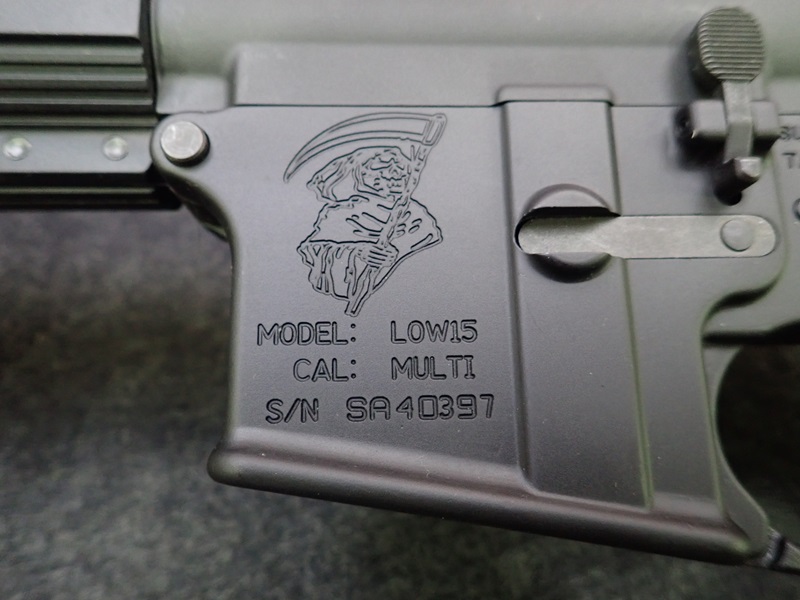 MODEL: LOW15
CAL: MULTI
S/N SA40397